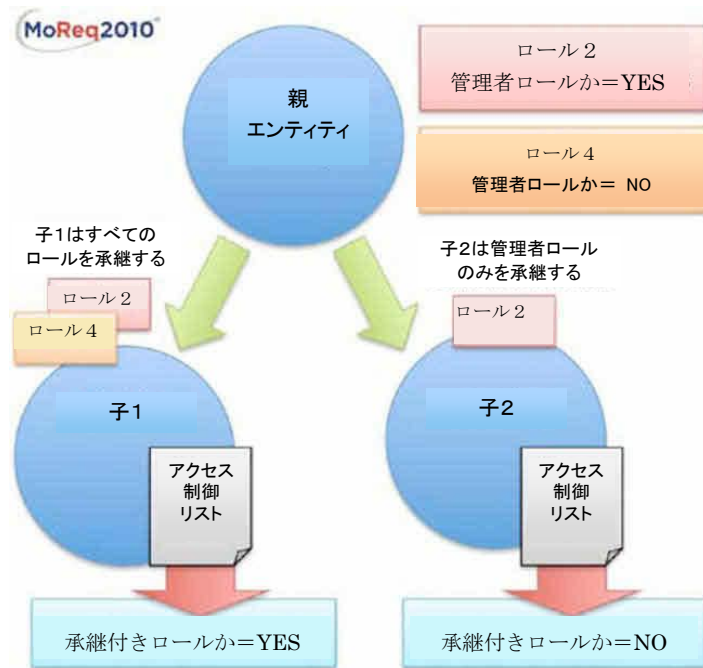 MoReq2010®
親
エンティティ
ロール２
管理者ロールか＝YES
ロール４
管理者ロールか＝ NO
子1はすべての
ロールを承継する
子2は管理者ロール
のみを承継する
ロール２
ロール４
ロール２
子1
子2
アクセス
制御
リスト
アクセス
制御
リスト
承継付きロールか＝YES
承継付きロールか＝NO